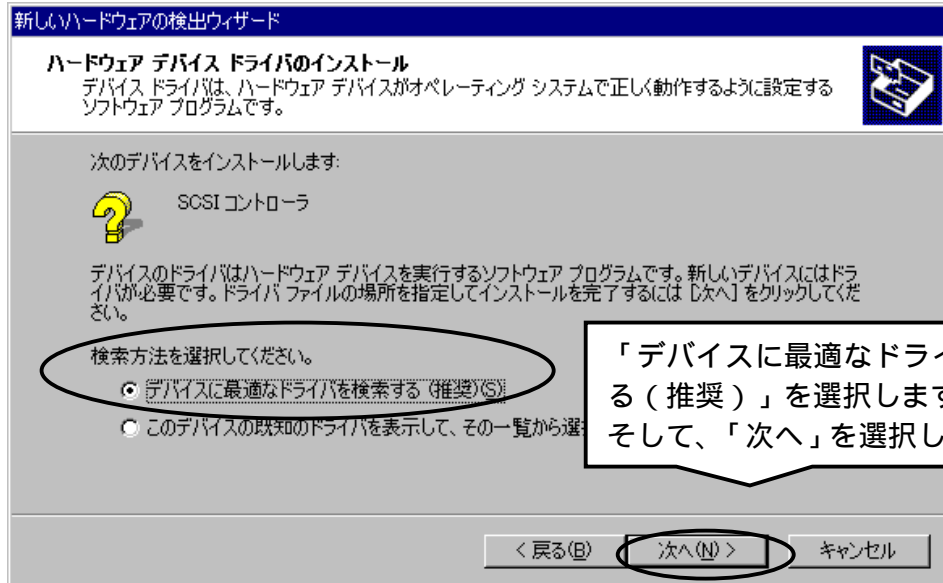 新しいハードウェアの検出ウィザード
ハードウェア デバイス ドライバのインストール
デバイス ドライバは、ハードウェア デバイスがオペレーティング システムで正しく動作するように設定する
ソフトウェア プログラムです。
次のデバイスをインストールします:
SCSI コントローラ
デバイスのドライバはハードウェア デバイスを実行するソフトウェア プログラムです。新しいデバイスにはドラ
イバが必要です。ドライバ ファイルの場所を指定してインストールを完了するには [次へ] をクリックしてくだ
さい。
検索方法を選択してください。
デバイスに最適なドライバを検索する (推奨)(S)
このデバイスの既知のドライバを表示して、その一覧から選
「デバイスに最適なドライ
る（推奨）」を選択します
そして、「次へ」を選択し
< 戻る(B)
次へ(N) >
キャンセル